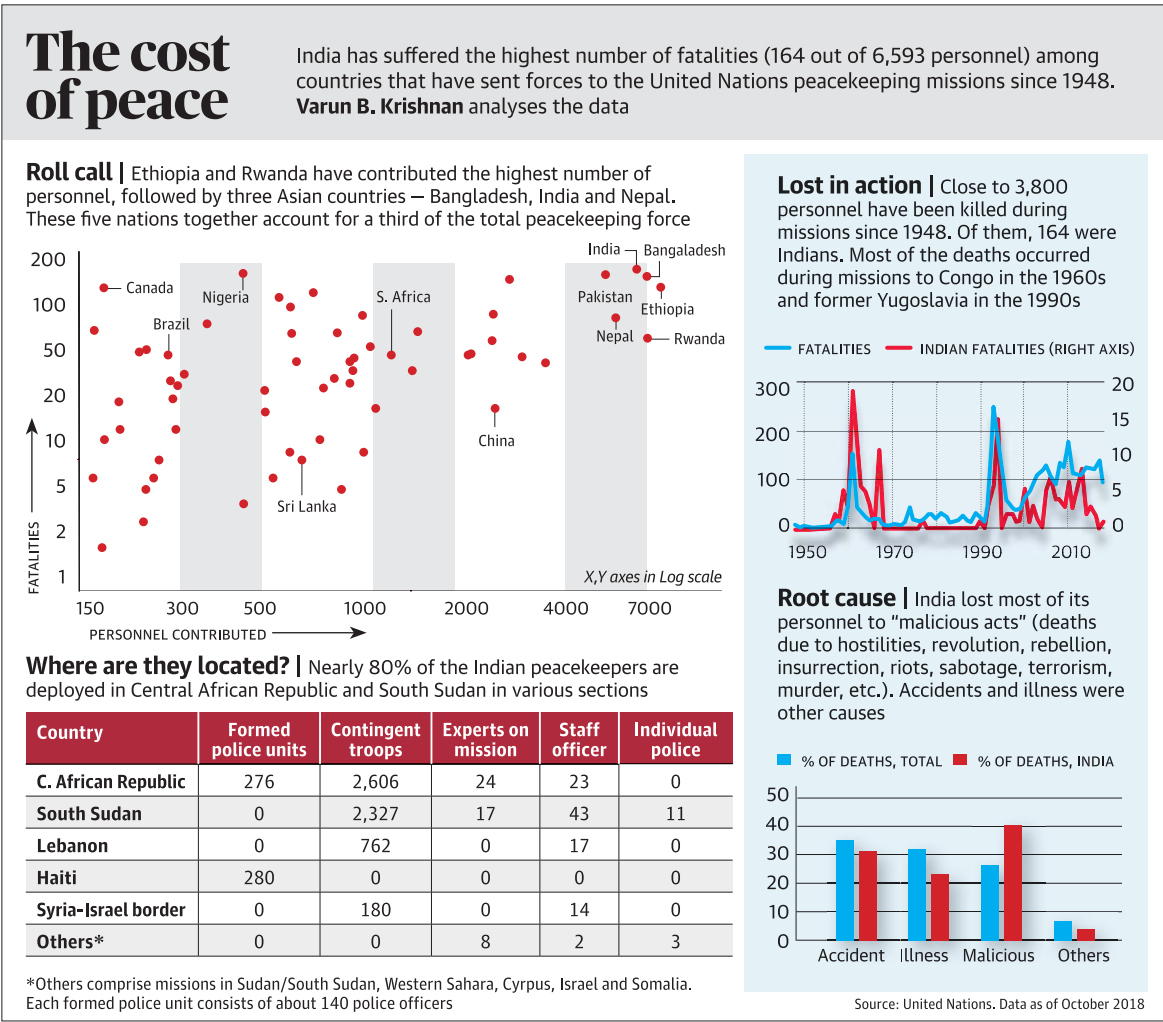 The cost
of peace
India has suffered the highest number of fatalities (164 out of 6,593 personnel) among
countries that have sent forces to the United Nations peacekeeping missions since 1948.
Varun B. Krishnan analyses the data
Roll call | Ethiopia and Rwanda have contributed the highest number of
personnel, followed by three Asian countries — Bangladesh, India and Nepal.
These five nations together account for a third of the total peacekeeping force
200
100
50
20
10
5
2
1
FATALITIES
Canada
Nigeria
Brazil
S. Africa
India
Bangladesh
Pakistan
Ethiopia
Nepal
Rwanda
China
Sri Lanka
X,Y axes in Log scale
150 300 500 1000 2000 4000 7000
PERSONNEL CONTRIBUTED
Where are they located? | Nearly 80% of the Indian peacekeepers are
deployed in Central African Republic and South Sudan in various sections
Country Formed police units Contingent troops Experts on mission Staff officer Individual police
C. African Republic 276 2,606 24 23 0
South Sudan 0 2,327 17 43 11
Lebanon 0 762 0 17 0
Haiti 280 0 0 0 0
Syria-Israel border 0 180 0 14 0
Others* 0 0 8 2 3
*Others comprise missions in Sudan/South Sudan, Western Sahara, Cyrpus, Israel and Somalia.
Each formed police unit consists of about 140 police officers
Lost in action | Close to 3,800
personnel have been killed during
missions since 1948. Of them, 164 were
Indians. Most of the deaths occurred
during missions to Congo in the 1960s
and former Yugoslavia in the 1990s
FATALITIES INDIAN FATALITIES (RIGHT AXIS)
300
200
100
0
20
15
10
5
0
1950 1970 1990 2010
Root cause | India lost most of its
personnel to “malicious acts” (deaths
due to hostilities, revolution, rebellion,
insurrection, riots, sabotage, terrorism,
murder, etc.). Accidents and illness were
other causes
% OF DEATHS, TOTAL % OF DEATHS, INDIA
50
40
30
20
10
0
Accident Illness Malicious Others
Source: United Nations. Data as of October 2018